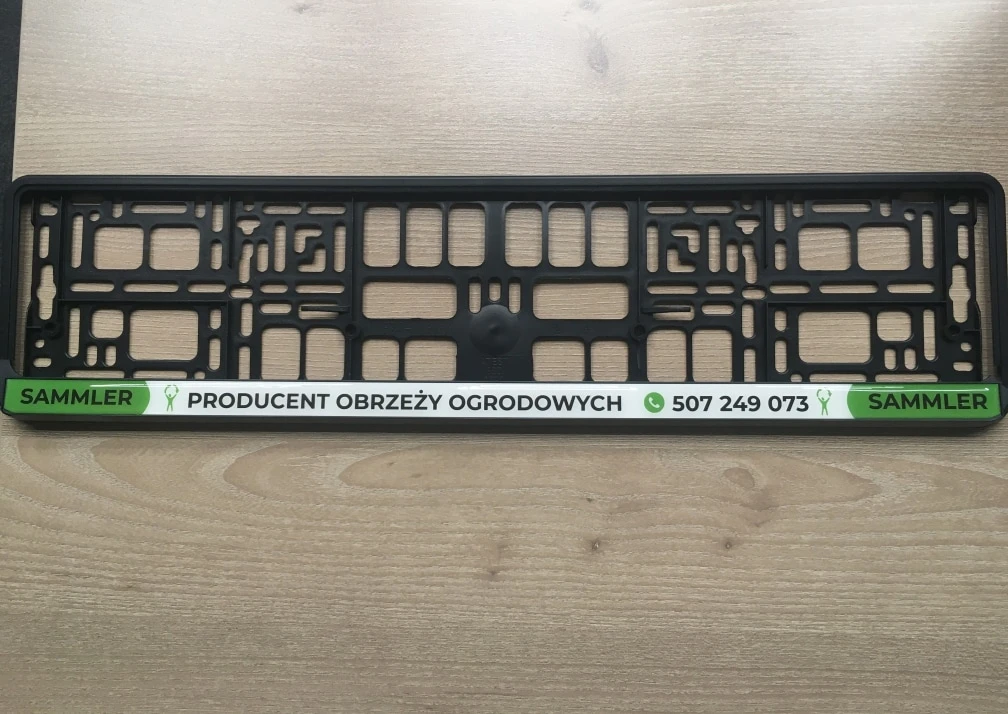 SAMMLER PRODUCENT OBRZEŻY OGRODOWYCH 507 249 073 SAMMLER